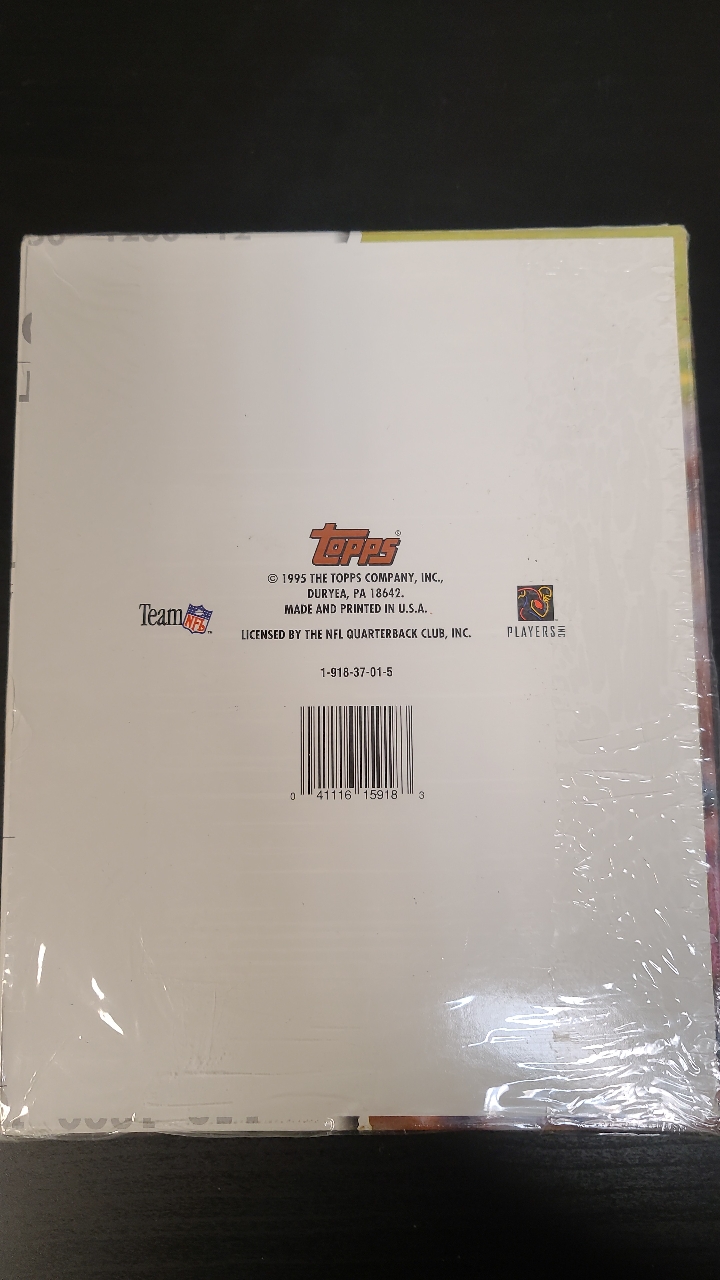 Topps®
© 1995 THE TOPPS COMPANY, INC.,
DURYEA, PA 18642.
MADE AND PRINTED IN U.S.A.
Team NFL™
LICENSED BY THE NFL QUARTERBACK CLUB, INC.
PLAYERS INC
1-918-37-01-5
0 41116 15918 3